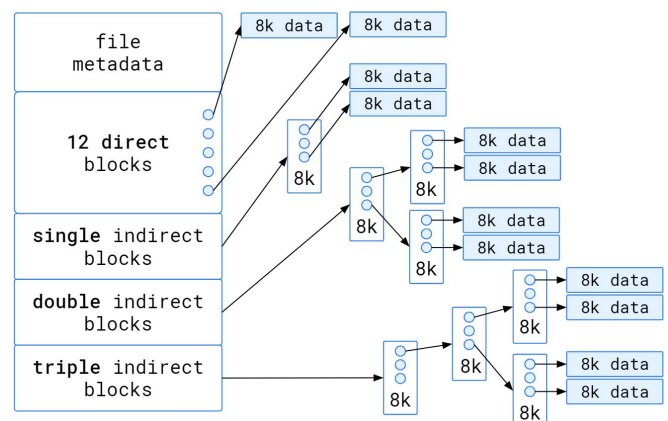 file
metadata
12 direct
blocks
single indirect
blocks
double indirect
blocks
triple indirect
blocks
8k data
8k data
8k data
8k data
8k
8k
8k
8k data
8k data
8k
8k data
8k data
8k
8k
8k
8k data
8k data
8k
8k data
8k data